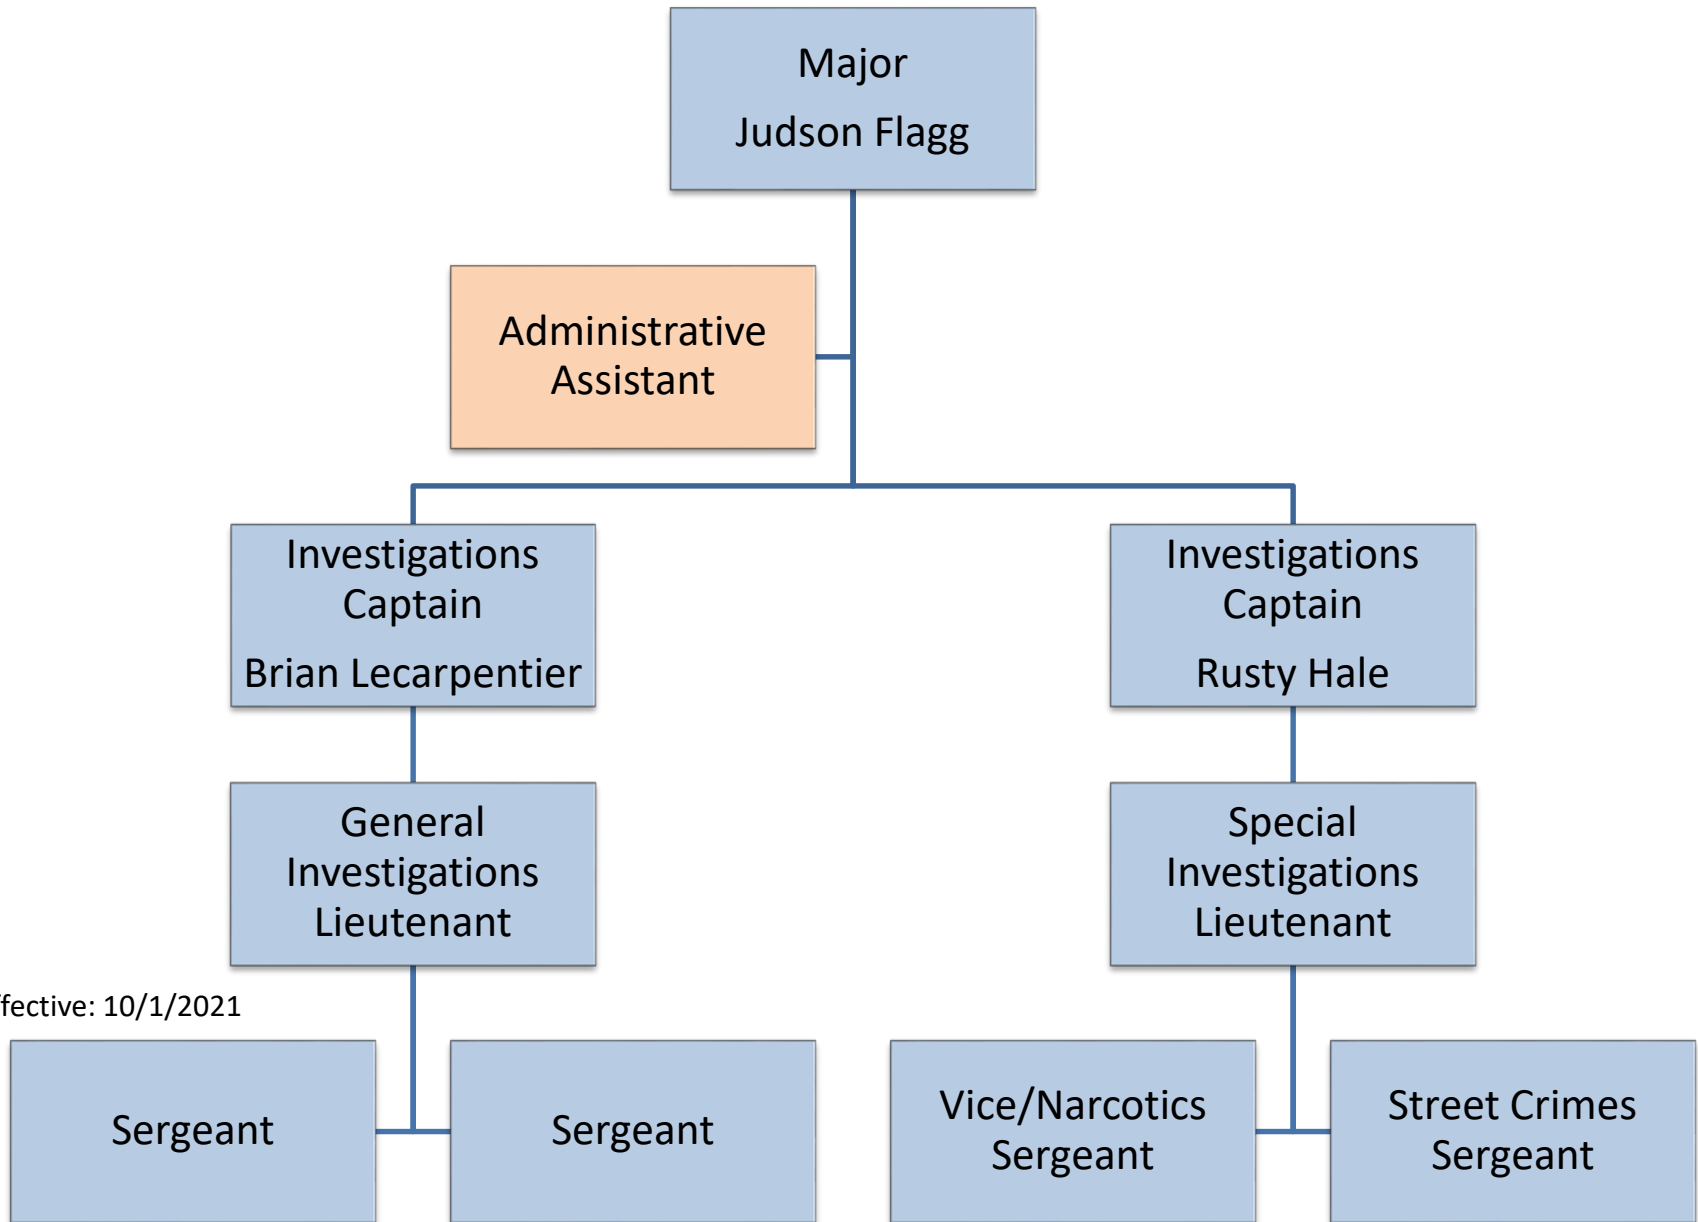 Major
Judson Flagg
Administrative
Assistant
Investigations
Captain
Brian Lecarpentier
Investigations
Captain
Rusty Hale
General
Investigations
Lieutenant
Special
Investigations
Lieutenant
ffective: 10/1/2021
Sergeant
Sergeant
Vice/Narcotics
Sergeant
Street Crimes
Sergeant